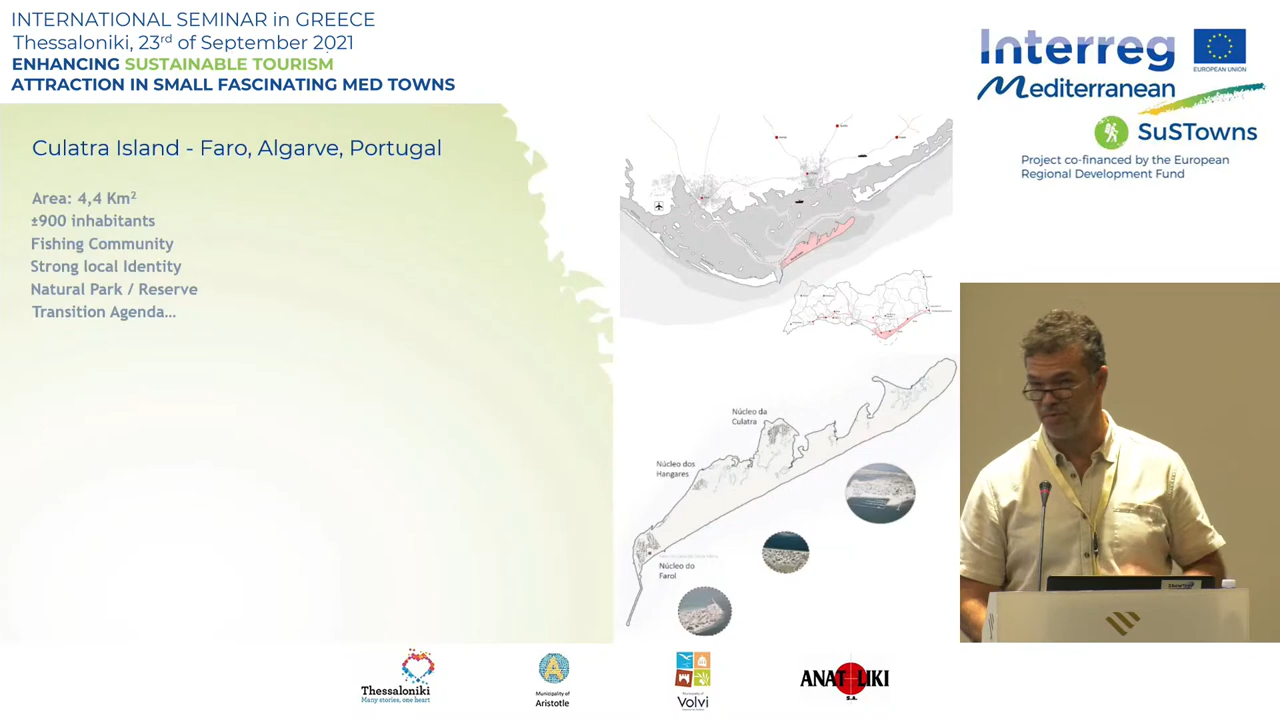 INTERNATIONAL SEMINAR in GREECE
Thessaloniki, 23rd of September 2021
ENHANCING SUSTAINABLE TOURISM
ATTRACTION IN SMALL FASCINATING MED TOWNS
Interreg
EUROPEAN UNION
Mediterranean
SuSTowns
Project co-financed by the European
Regional Development Fund
Culatra Island - Faro, Algarve, Portugal
Area: 4,4 Km²
±900 inhabitants
Fishing Community
Strong local Identity
Natural Park / Reserve
Transition Agenda...
Núcleo da
Culatra
Núcleo dos
Hangares
Núcleo do
Farol
Thessaloniki
Many stories, one heart
Municipality of
Aristotle
Municipality of
Volvi
ANATOLIKI
S.A.